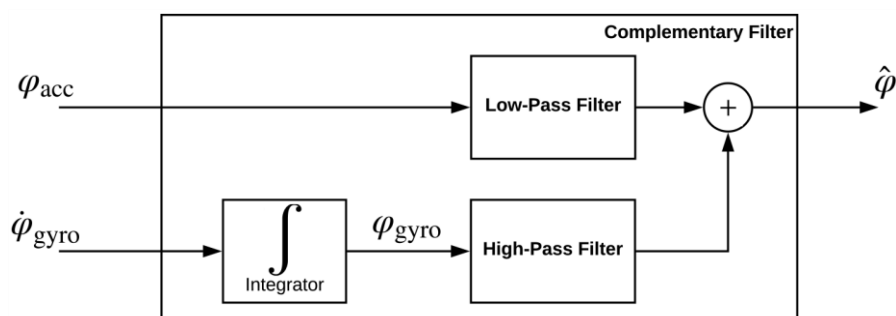 Complementary Filter
φacc
Low-Pass Filter
+
φ̂
φ̇gyro
∫
Integrator
φgyro
High-Pass Filter